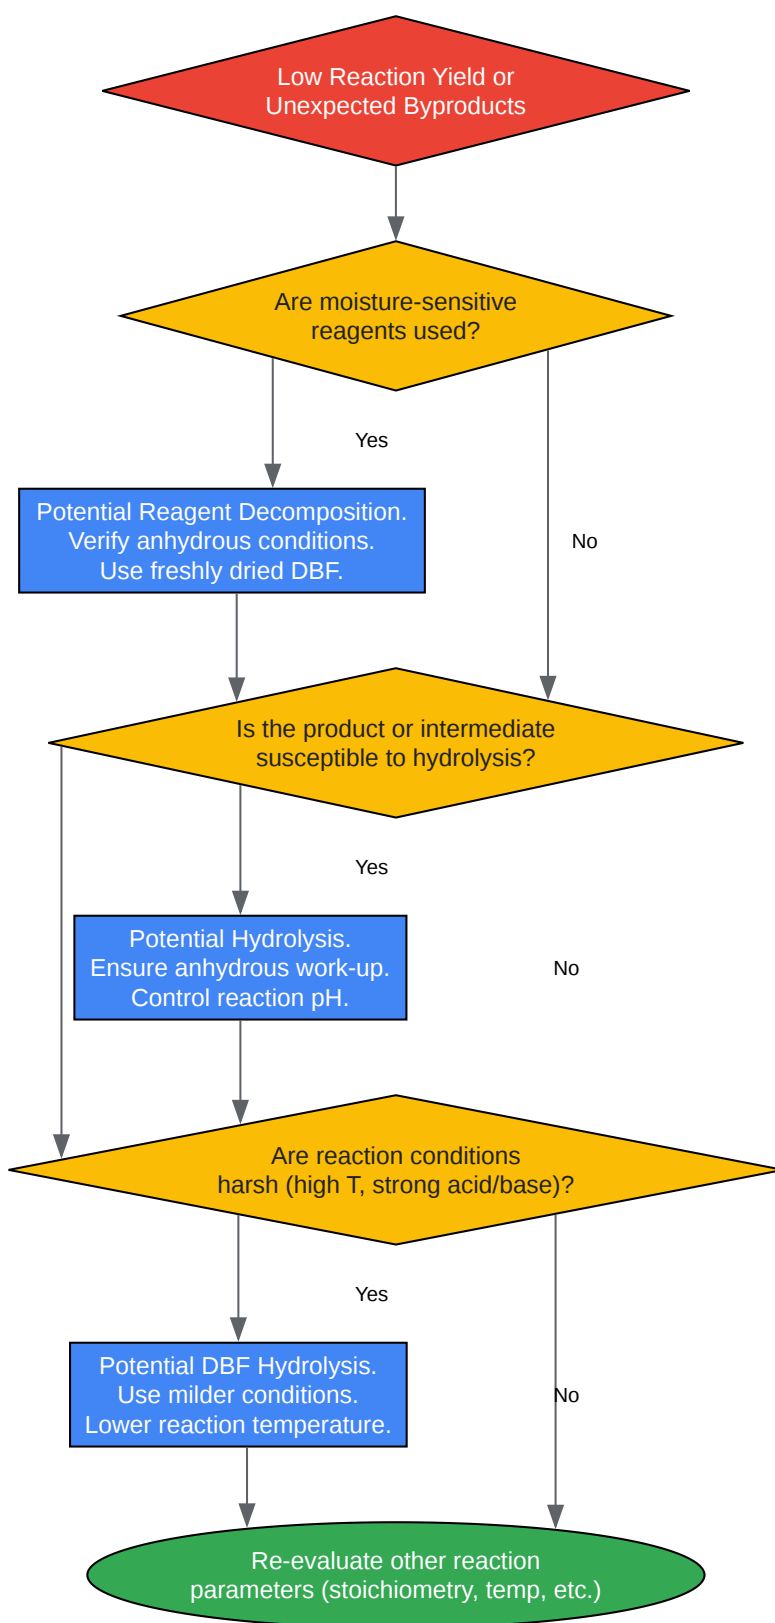 Low Reaction Yield or
Unexpected Byproducts
Are moisture-sensitive
reagents used?
Yes
Potential Reagent Decomposition.
Verify anhydrous conditions.
Use freshly dried DBF.
No
Is the product or intermediate
susceptible to hydrolysis?
Yes
Potential Hydrolysis.
Ensure anhydrous work-up.
Control reaction pH.
No
Are reaction conditions
harsh (high T, strong acid/base)?
Yes
Potential DBF Hydrolysis.
Use milder conditions.
Lower reaction temperature.
No
Re-evaluate other reaction
parameters (stoichiometry, temp, etc.)